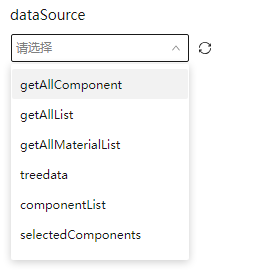 dataSource
请选择
getAllComponent
getAllList
getAllMaterialList
treedata
componentList
selectedComponents